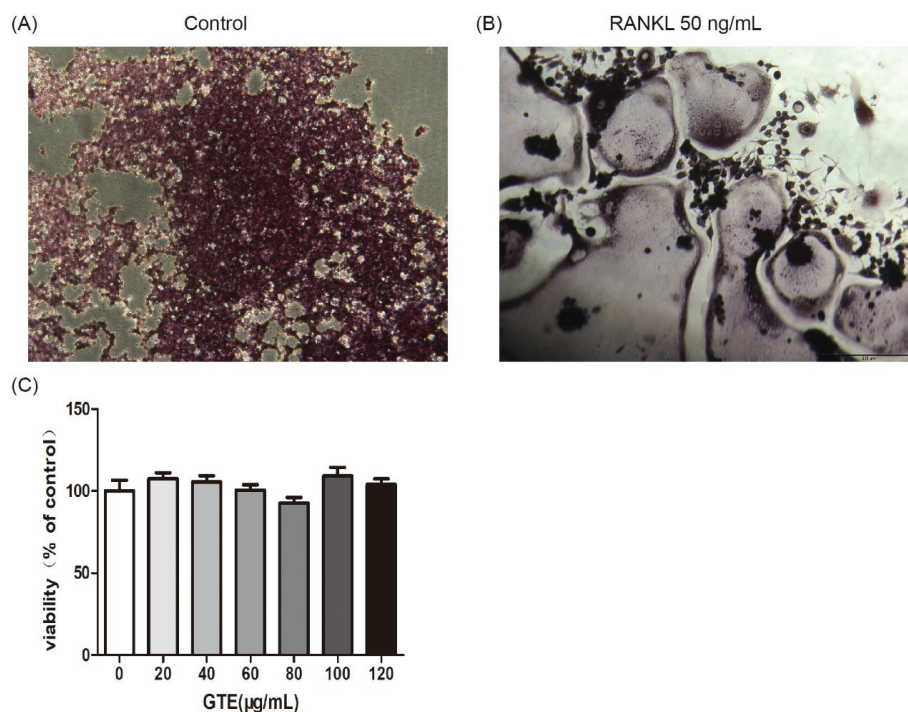 (A) Control
(B) RANKL 50 ng/mL
(C)
viability (% of control)
150
100
50
0
0 20 40 60 80 100 120
GTE(µg/mL)